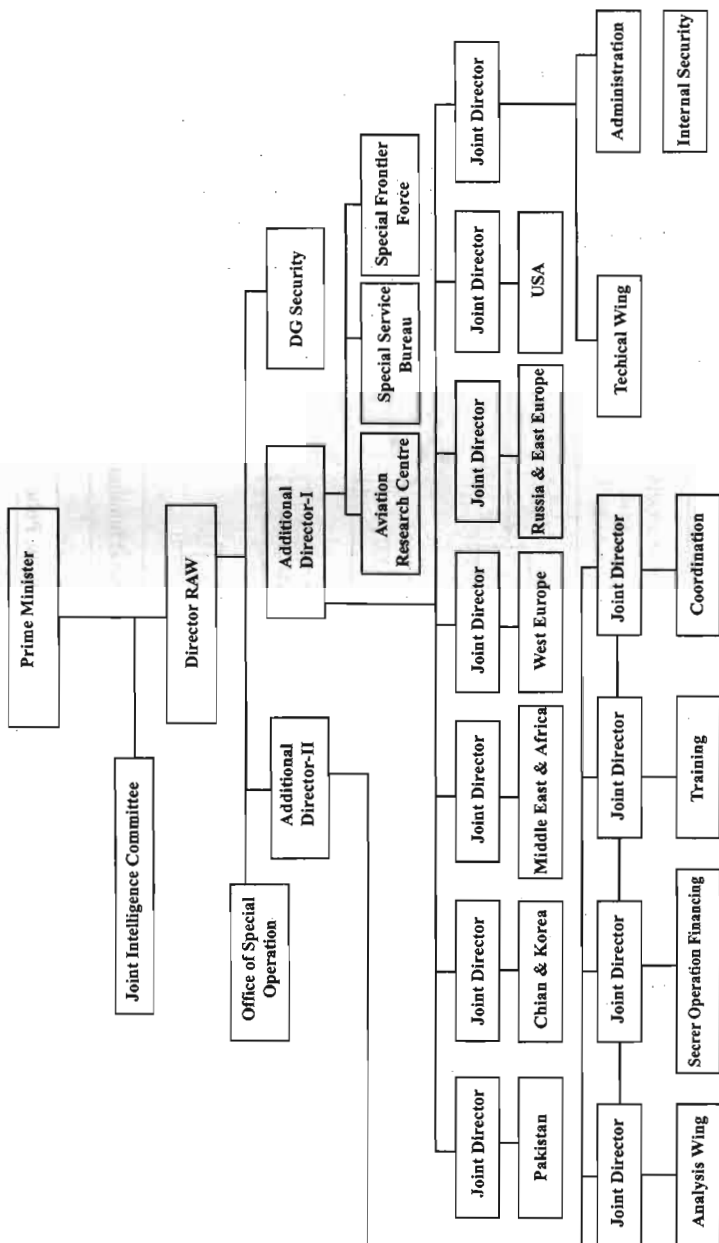 Prime Minister
Joint Intelligence Committee
Director RAW
Office of Special
Operation
Additional
Director-II
Additional
Director-I
DG Security
Aviation
Research Centre
Special Service
Bureau
Special Frontier
Force
Joint Director
Joint Director
Joint Director
Joint Director
Joint Director
Joint Director
Joint Director
Pakistan
Chian & Korea
Middle East & Africa
West Europe
Russia & East Europe
USA
Techical Wing
Administration
Internal Security
Joint Director
Joint Director
Joint Director
Joint Director
Analysis Wing
Secrer Operation Financing
Training
Coordination